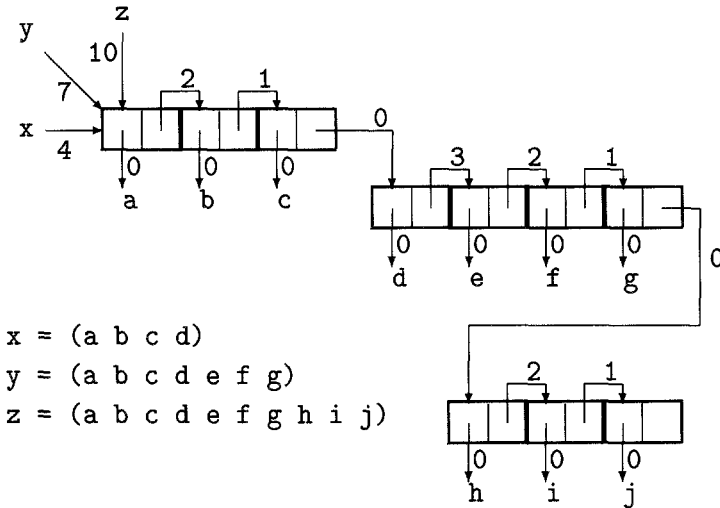 z
y
10
2 1
7
x 0
4
0 0 0
a b c
3 2 1
0 0 0 0
d e f g
0
x = (a b c d)
y = (a b c d e f g)
z = (a b c d e f g h i j)
2 1
0 0 0
h i j